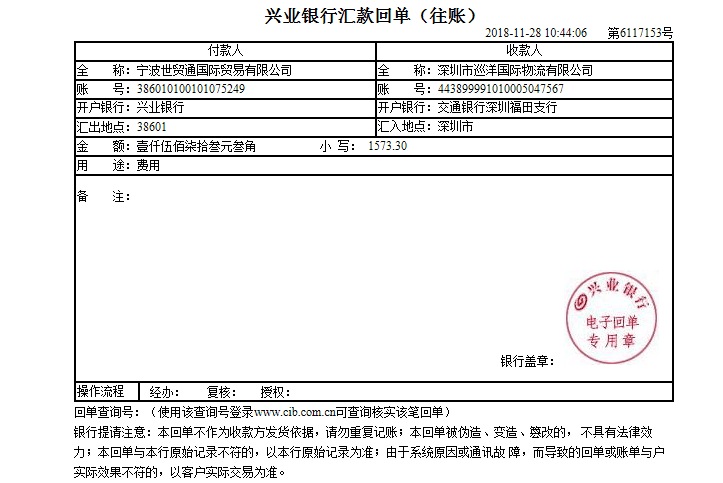 兴业银行汇款回单（往账）
2018-11-28 10:44:06 第6117153号
付款人 收款人
全 称：宁波世贸通国际贸易有限公司 全 称：深圳市巡洋国际物流有限公司
账 号：386010100101075249 账 号：443899991010005047567
开户银行：兴业银行 开户银行：交通银行深圳福田支行
汇出地点：38601 汇入地点：深圳市
金 额：壹仟伍佰柒拾叁元叁角 小 写： 1573.30
用 途：费用
备 注：
兴业银行
电子回单
专用章
银行盖章：
操作流程 经办： 复核： 授权：
回单查询号：（使用该查询号登录www.cib.com.cn可查询核实该笔回单）
银行提请注意：本回单不作为收款方发货依据，请勿重复记账；本回单被伪造、变造、篡改的，不具有法律效
力；本回单与本行原始记录不符的，以本行原始记录为准；由于系统原因或通讯故障，而导致的回单或账单与户
实际效果不符的，以客户实际交易为准。